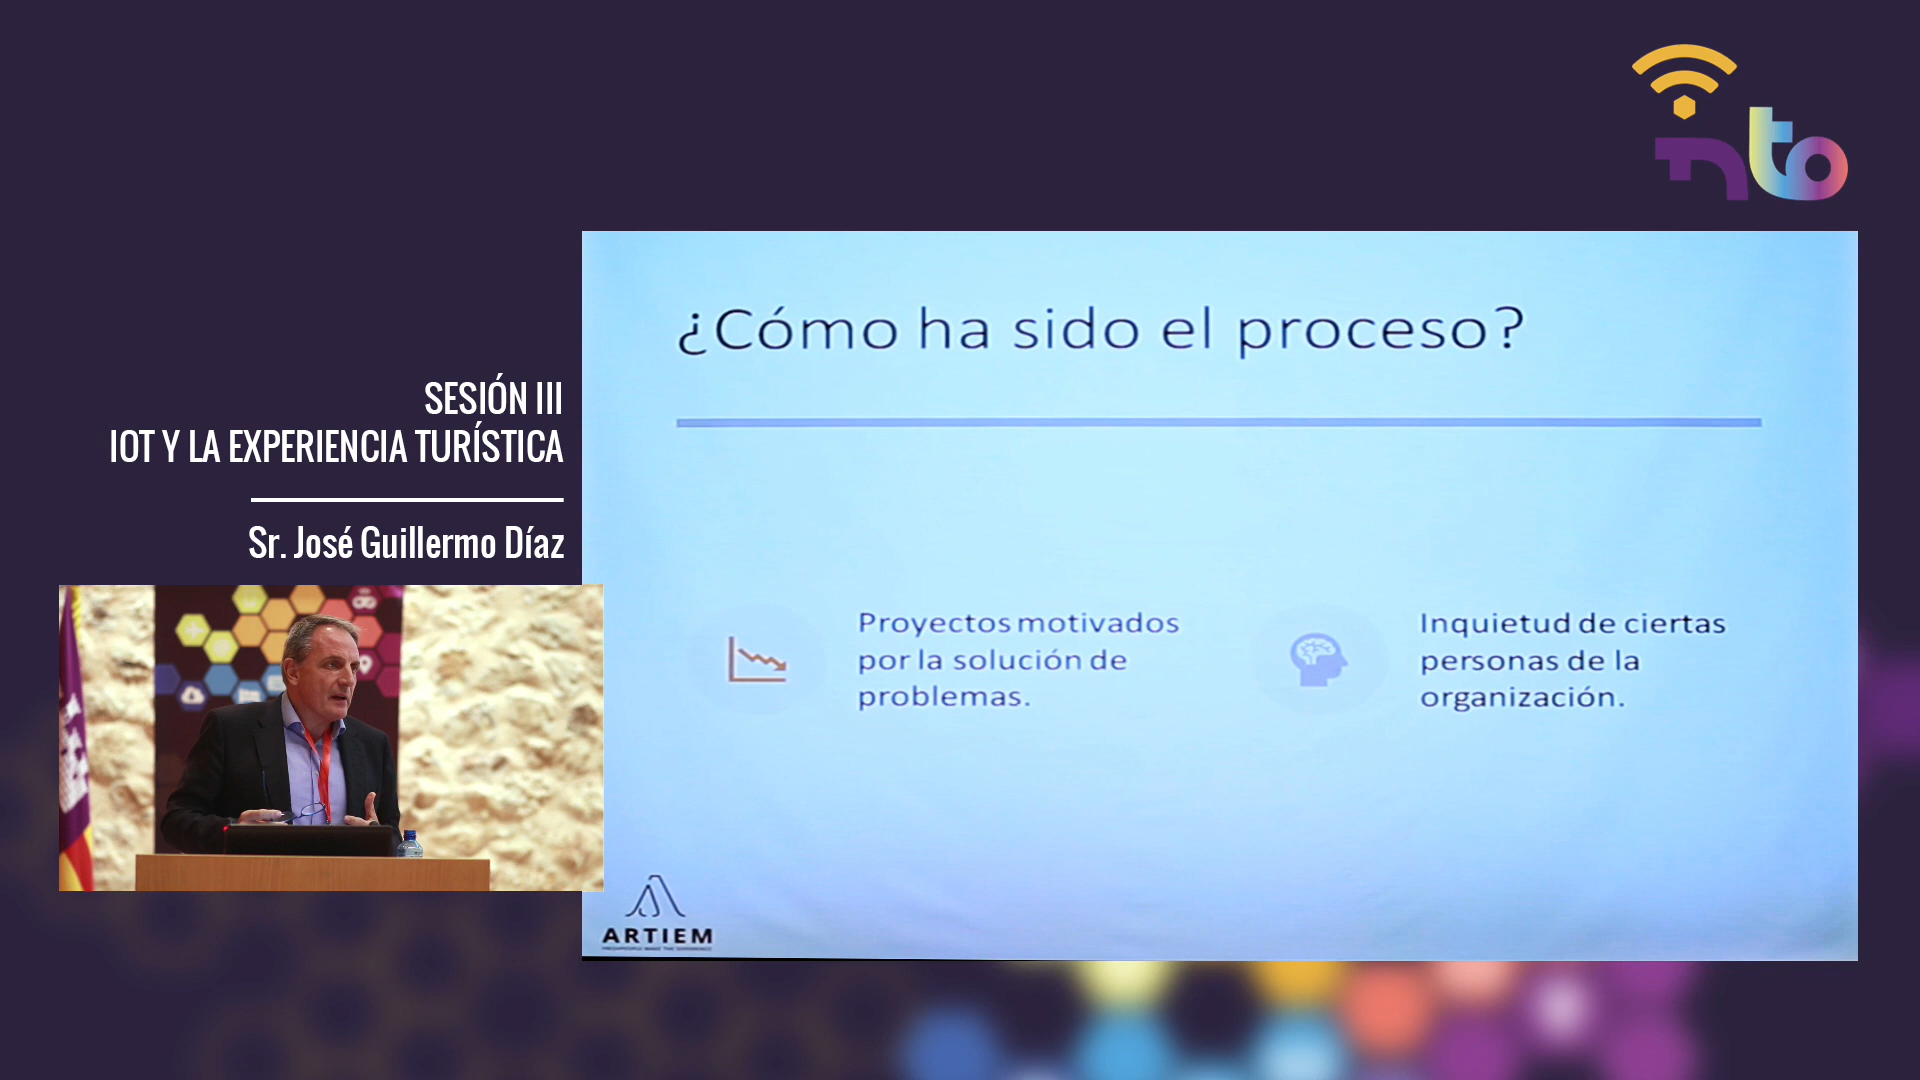 nto
SESIÓN III
IOT Y LA EXPERIENCIA TURÍSTICA
Sr. José Guillermo Díaz
¿Cómo ha sido el proceso?
Proyectos motivados
por la solución de
problemas.
Inquietud de ciertas
personas de la
organización.
ARTIEM